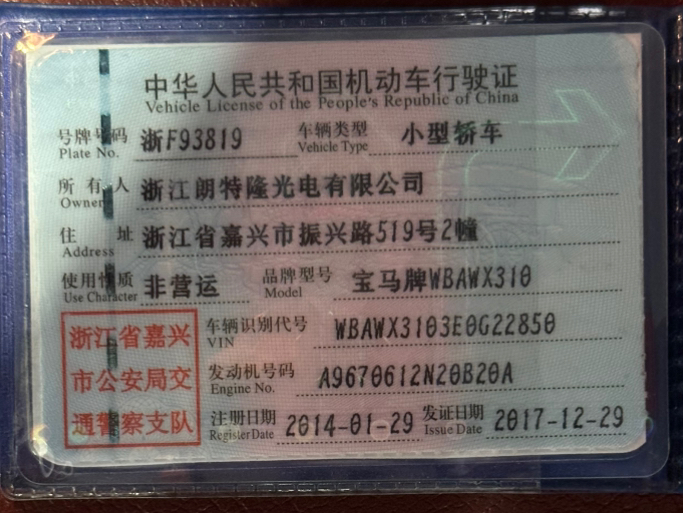 中华人民共和国机动车行驶证
Vehicle License of the People's Republic of China
号牌号码 浙F93819 车辆类型 小型轿车
Plate No. Vehicle Type
所有人 浙江朗特隆光电有限公司
Owner
住址 浙江省嘉兴市振兴路519号2幢
Address
使用性质 非营运 品牌型号 宝马牌WBAWX310
Use Character Model
浙江省嘉兴
市公安局交
通警察支队
车辆识别代号 WBAWX3103E0G22850
VIN
发动机号码 A9670612N20B20A
Engine No.
注册日期 2014-01-29 发证日期 2017-12-29
Register Date Issue Date